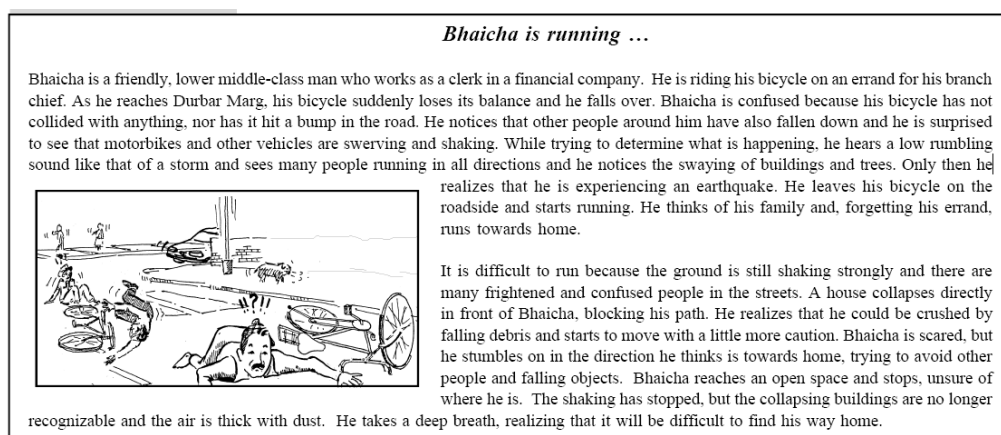 Bhaicha is running …
Bhaicha is a friendly, lower middle-class man who works as a clerk in a financial company.  He is riding his bicycle on an errand for his branch
chief. As he reaches Durbar Marg, his bicycle suddenly loses its balance and he falls over. Bhaicha is confused because his bicycle has not
collided with anything, nor has it hit a bump in the road. He notices that other people around him have also fallen down and he is surprised
to see that motorbikes and other vehicles are swerving and shaking. While trying to determine what is happening, he hears a low rumbling
sound like that of a storm and sees many people running in all directions and he notices the swaying of buildings and trees. Only then he
realizes that he is experiencing an earthquake. He leaves his bicycle on the
roadside and starts running. He thinks of his family and, forgetting his errand,
runs towards home.
It is difficult to run because the ground is still shaking strongly and there are
many frightened and confused people in the streets. A house collapses directly
in front of Bhaicha, blocking his path. He realizes that he could be crushed by
falling debris and starts to move with a little more caution. Bhaicha is scared, but
he stumbles on in the direction he thinks is towards home, trying to avoid other
people and falling objects.  Bhaicha reaches an open space and stops, unsure of
where he is.  The shaking has stopped, but the collapsing buildings are no longer
recognizable and the air is thick with dust.  He takes a deep breath, realizing that it will be difficult to find his way home.
!!?!!